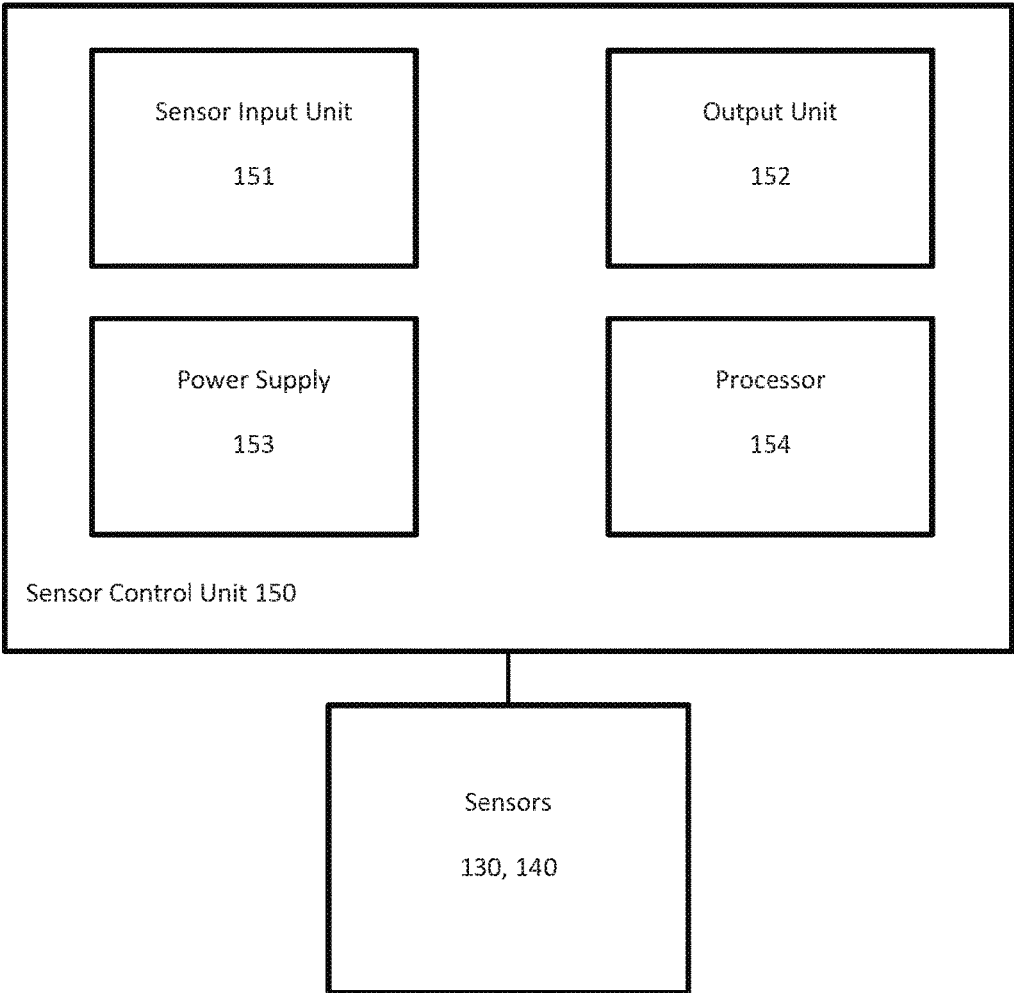 Sensor Input Unit
151
Output Unit
152
Power Supply
153
Processor
154
Sensor Control Unit 150
Sensors
130, 140